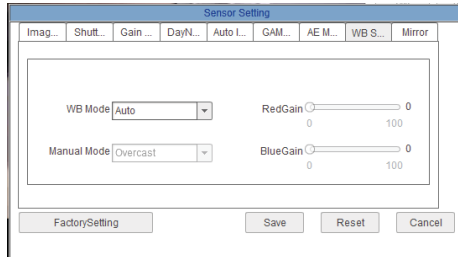 Sensor Setting
Imag... Shutt... Gain ... DayN... Auto I... GAM... AE M... WB S... Mirror
WB Mode Auto RedGain 0
0 100
Manual Mode Overcast BlueGain 0
0 100
FactorySetting Save Reset Cancel